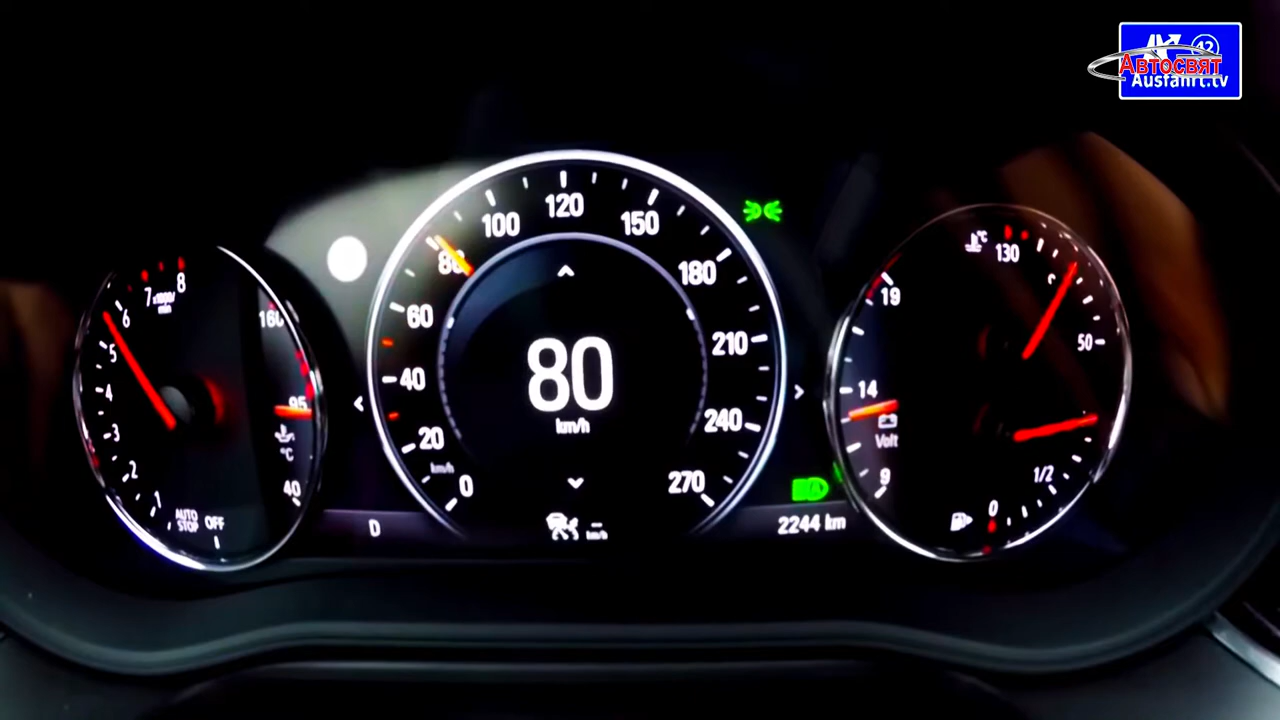 42
АВТОСВЯТ
Ausfahrt.tv
8
7
x1000/
min
6
5
4
3
2
1
AUTO
STOP
OFF
160
95
°C
40
D
0
20
40
60
80
100
120
150
180
210
240
270
km/h
80
km/h
--
km/h
2244 km
19
14
Volt
9
°C
130
50
1/2
0